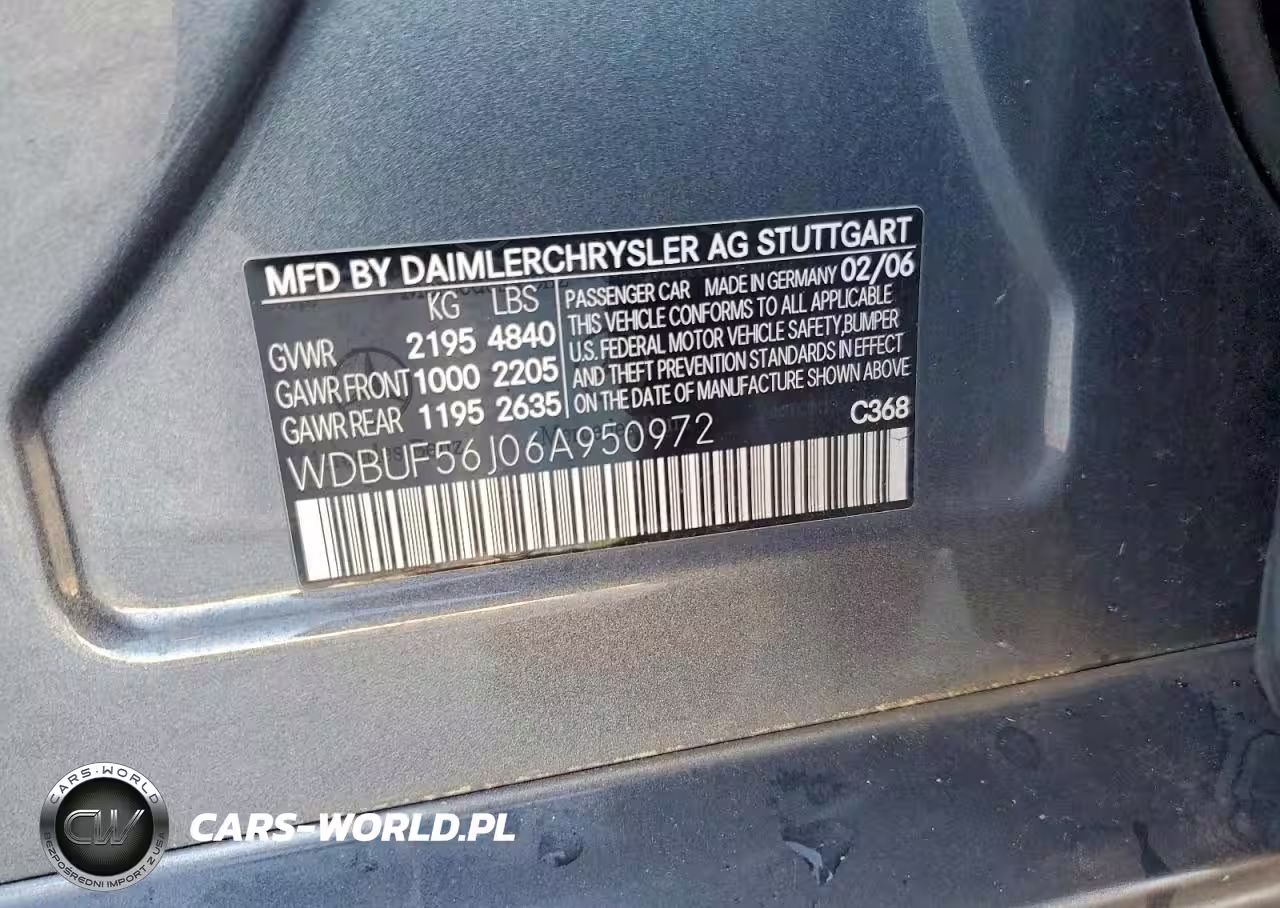 MFD BY DAIMLERCHRYSLER AG STUTTGART
KG LBS
GVWR 2195 4840
GAWR FRONT 1000 2205
GAWR REAR 1195 2635
PASSENGER CAR MADE IN GERMANY 02/06
THIS VEHICLE CONFORMS TO ALL APPLICABLE
U.S. FEDERAL MOTOR VEHICLE SAFETY,BUMPER
AND THEFT PREVENTION STANDARDS IN EFFECT
ON THE DATE OF MANUFACTURE SHOWN ABOVE
C368
WDBUF56J06A950972
CARS-WORLD
CW
BEZPOŚREDNI IMPORT Z USA
CARS-WORLD.PL